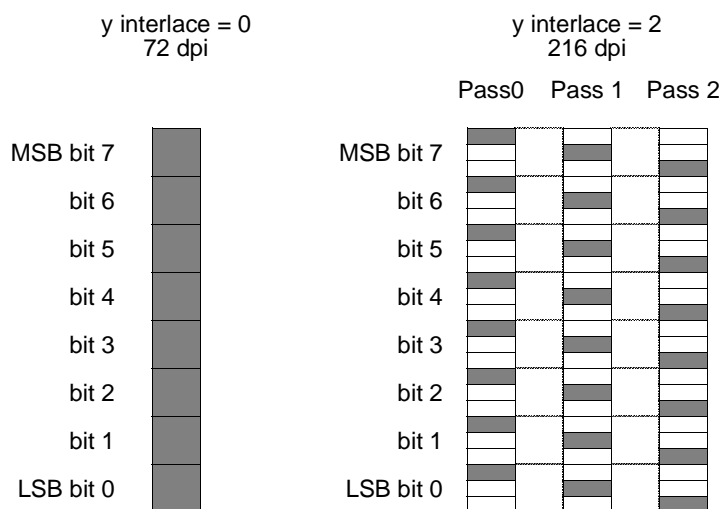 y interlace = 0
72 dpi
MSB bit 7
bit 6
bit 5
bit 4
bit 3
bit 2
bit 1
LSB bit 0
y interlace = 2
216 dpi
Pass0 Pass 1 Pass 2
MSB bit 7
bit 6
bit 5
bit 4
bit 3
bit 2
bit 1
LSB bit 0